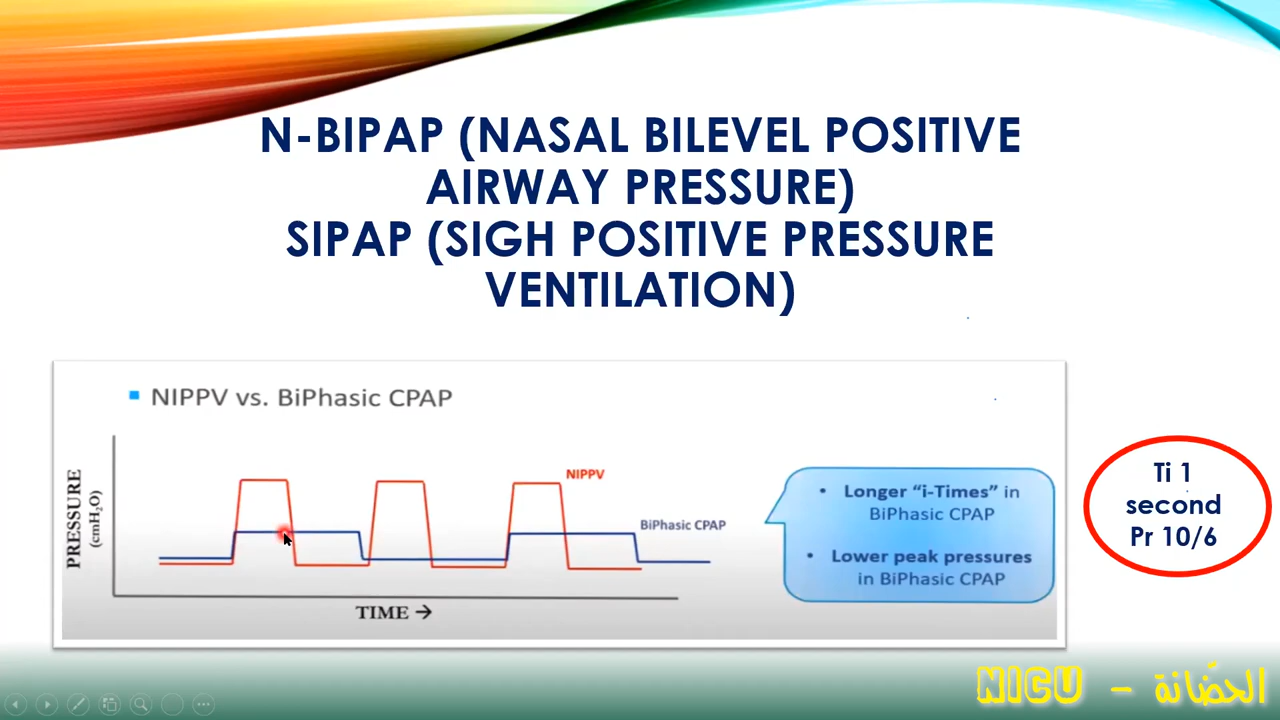 N-BIPAP (NASAL BILEVEL POSITIVE
AIRWAY PRESSURE)
SIPAP (SIGH POSITIVE PRESSURE
VENTILATION)
▪ NIPPV vs. BiPhasic CPAP
PRESSURE
(cmH₂O)
NIPPV
BiPhasic CPAP
TIME →
• Longer “i-Times” in
BiPhasic CPAP
• Lower peak pressures
in BiPhasic CPAP
Ti 1
second
Pr 10/6
NICU - الحضّانة